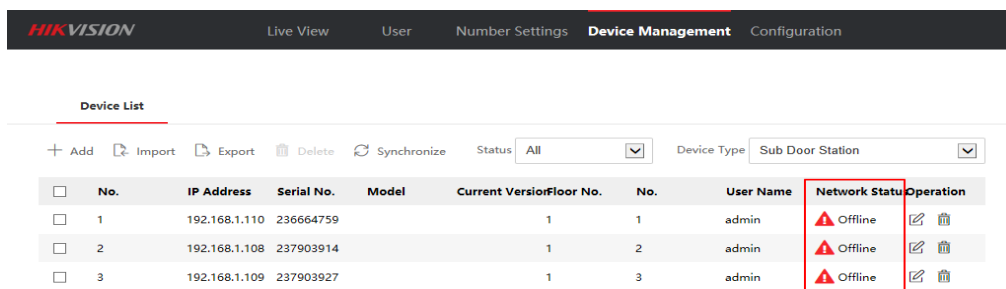 HIKVISION Live View User Number Settings Device Management Configuration
Device List
+ Add Import Export Delete Synchronize Status All Device Type Sub Door Station
No. IP Address Serial No. Model Current Version Floor No. No. User Name Network Statu Operation
1 192.168.1.110 236664759 1 1 admin Offline
2 192.168.1.108 237903914 1 2 admin Offline
3 192.168.1.109 237903927 1 3 admin Offline